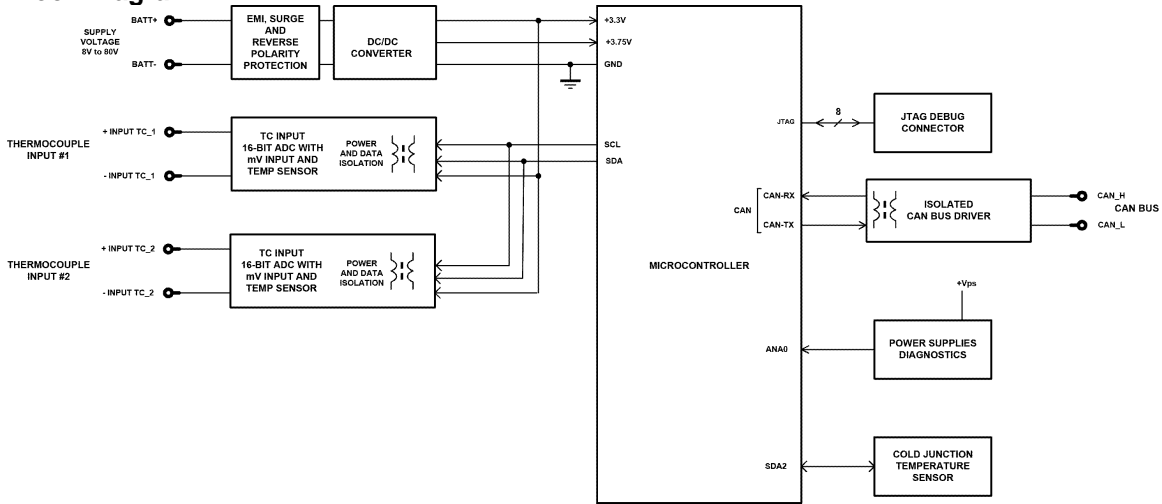 BATT+
SUPPLY
VOLTAGE
8V to 80V
BATT-
EMI, SURGE
AND
REVERSE
POLARITY
PROTECTION
DC/DC
CONVERTER
+3.3V
+3.75V
GND
THERMOCOUPLE
INPUT #1
+ INPUT TC_1
- INPUT TC_1
TC INPUT
16-BIT ADC WITH
mV INPUT AND
TEMP SENSOR
POWER
AND DATA
ISOLATION
SCL
SDA
THERMOCOUPLE
INPUT #2
+ INPUT TC_2
- INPUT TC_2
TC INPUT
16-BIT ADC WITH
mV INPUT AND
TEMP SENSOR
POWER
AND DATA
ISOLATION
MICROCONTROLLER
JTAG
8
JTAG DEBUG
CONNECTOR
CAN
CAN-RX
CAN-TX
ISOLATED
CAN BUS DRIVER
CAN_H
CAN BUS
CAN_L
+Vps
ANA0
POWER SUPPLIES
DIAGNOSTICS
SDA2
COLD JUNCTION
TEMPERATURE
SENSOR